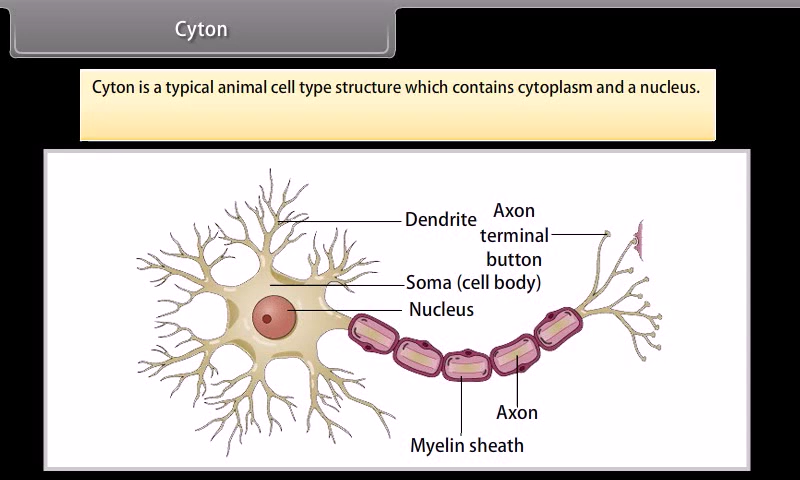 Cyton
Cyton is a typical animal cell type structure which contains cytoplasm and a nucleus.
Dendrite
Axon
terminal
button
Soma (cell body)
Nucleus
Axon
Myelin sheath